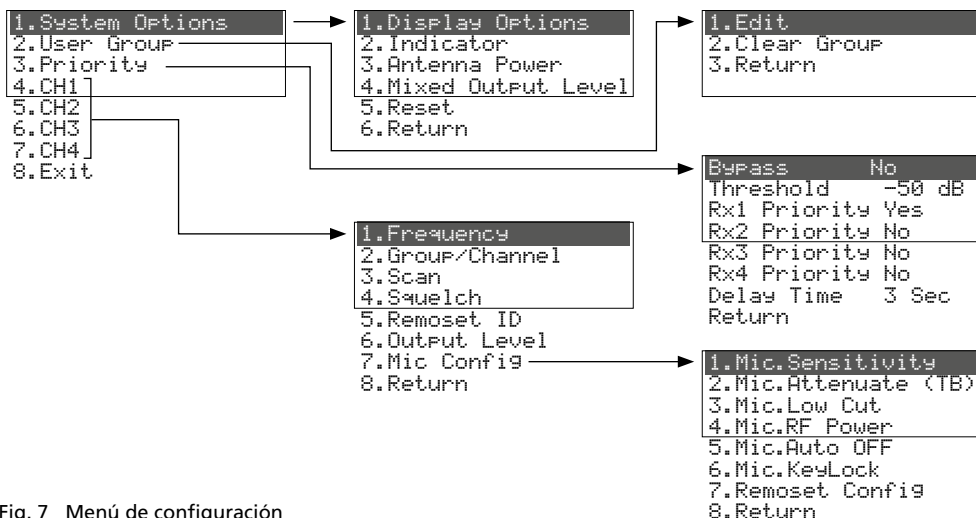 1.System Options
2.User Group
3.Priority
4.CH1
5.CH2
6.CH3
7.CH4
8.Exit
1.Display Options
2.Indicator
3.Antenna Power
4.Mixed Output Level
5.Reset
6.Return
1.Edit
2.Clear Group
3.Return
Bypass No
Threshold -50 dB
Rx1 Priority Yes
Rx2 Priority No
Rx3 Priority No
Rx4 Priority No
Delay Time 3 Sec
Return
1.Frequency
2.Group/Channel
3.Scan
4.Squelch
5.Remoset ID
6.Output Level
7.Mic Config
8.Return
1.Mic.Sensitivity
2.Mic.Attenuate (TB)
3.Mic.Low Cut
4.Mic.RF Power
5.Mic.Auto OFF
6.Mic.KeyLock
7.Remoset Config
8.Return
Fig. 7 Menú de configuración